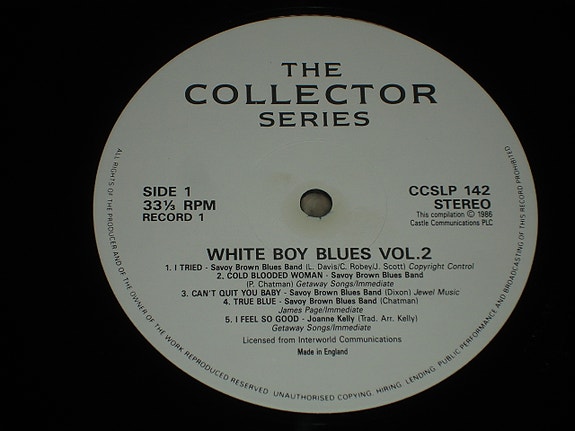 THE
COLLECTOR
SERIES
SIDE 1
33⅓ RPM
RECORD 1
CCSLP 142
STEREO
This compilation © 1986
Castle Communications PLC
WHITE BOY BLUES VOL.2
1. I TRIED - Savoy Brown Blues Band (L. Davis/C. Robey/J. Scott) Copyright Control
2. COLD BLOODED WOMAN - Savoy Brown Blues Band
(P. Chatman) Getaway Songs/Immediate
3. CAN'T QUIT YOU BABY - Savoy Brown Blues Band (Dixon) Jewel Music
4. TRUE BLUE - Savoy Brown Blues Band (Chatman)
James Page/Immediate
5. I FEEL SO GOOD - Joanne Kelly (Trad. Arr. Kelly)
Getaway Songs/Immediate
Licensed from Interworld Communications
Made in England
ALL RIGHTS OF THE PRODUCER AND OF THE OWNER OF THE WORK REPRODUCED RESERVED. UNAUTHORISED COPYING, HIRING, LENDING, PUBLIC PERFORMANCE AND BROADCASTING OF THIS RECORD PROHIBITED